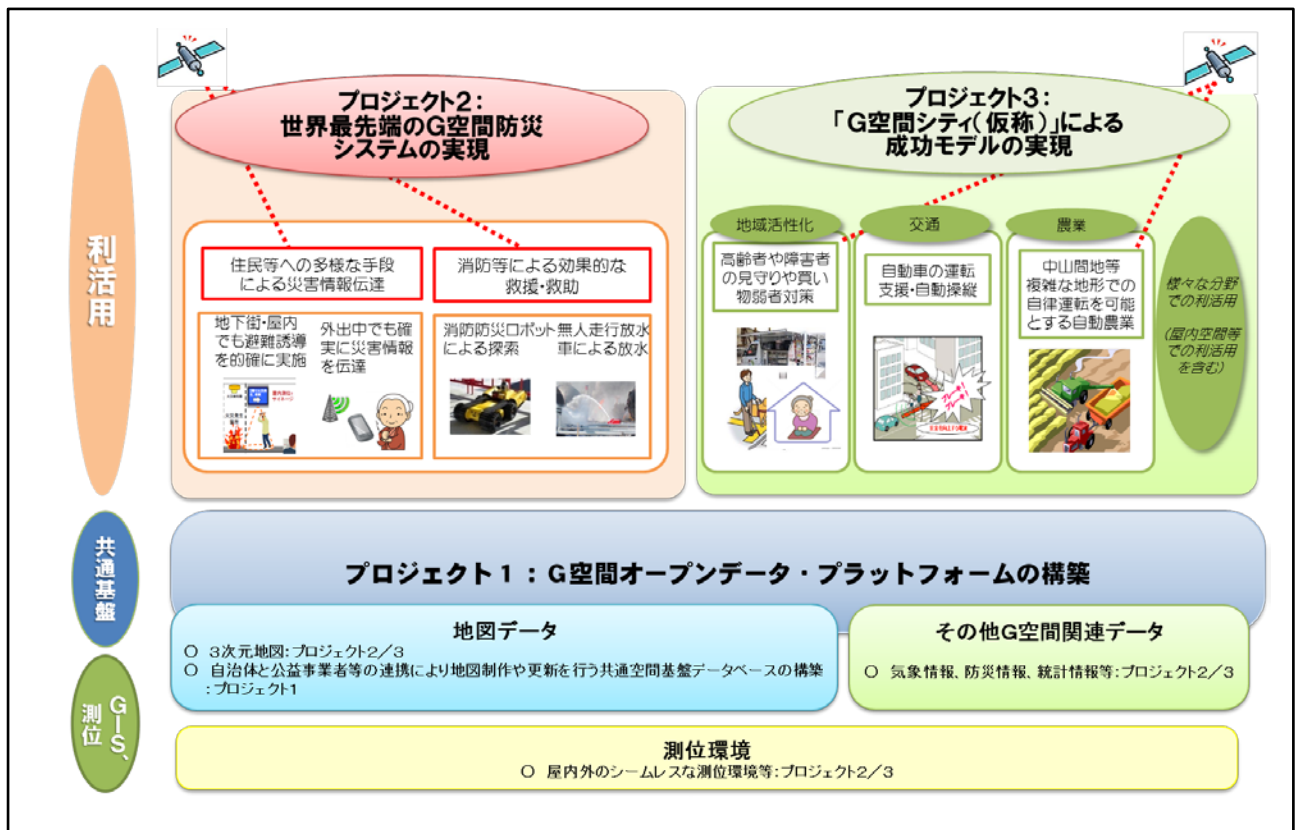 利活用
プロジェクト2:
世界最先端のG空間防災
システムの実現
住民等への多様な手段
による災害情報伝達
消防等による効果的な
救援・救助
地下街・屋内
でも避難誘導
を的確に実施
外出中でも確
実に災害情報
を伝達
消防防災ロボット
による探索
無人走行放水
車による放水
プロジェクト3:
「G空間シティ(仮称)」による
成功モデルの実現
地域活性化
高齢者や障害者
の見守りや買い
物弱者対策
交通
自動車の運転
支援・自動操縦
ブレーキ!
ブレーキ!
農業
中山間地等
複雑な地形での
自律運転を可能
とする自動農業
様々な分野
での利活用
(屋内空間等
での利活用
を含む)
共通基盤
プロジェクト1:G空間オープンデータ・プラットフォームの構築
地図データ
○ 3次元地図:プロジェクト2/3
○ 自治体と公益事業者等の連携により地図制作や更新を行う共通空間基盤データベースの構築
:プロジェクト1
その他G空間関連データ
○ 気象情報、防災情報、統計情報等:プロジェクト2/3
GIS、
測位
測位環境
○ 屋内外のシームレスな測位環境等:プロジェクト2/3